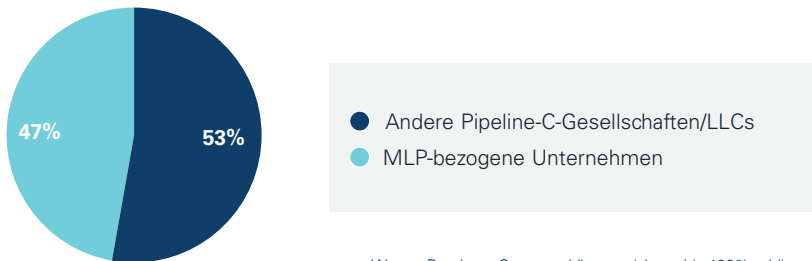 47%
53%
Andere Pipeline-C-Gesellschaften/LLCs
MLP-bezogene Unternehmen